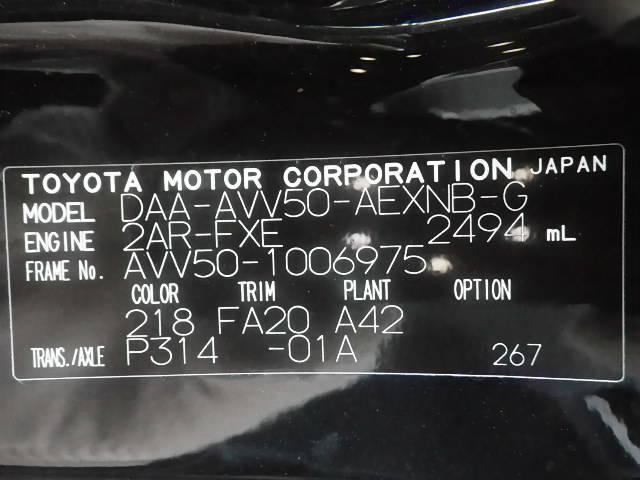 TOYOTA MOTOR CORPORATION JAPAN
MODEL DAA-AVV50-AEXNB-G
ENGINE 2AR-FXE 2494 mL
FRAME No. AVV50-1006975
COLOR TRIM PLANT OPTION
218 FA20 A42
TRANS./AXLE P314 -01A 267